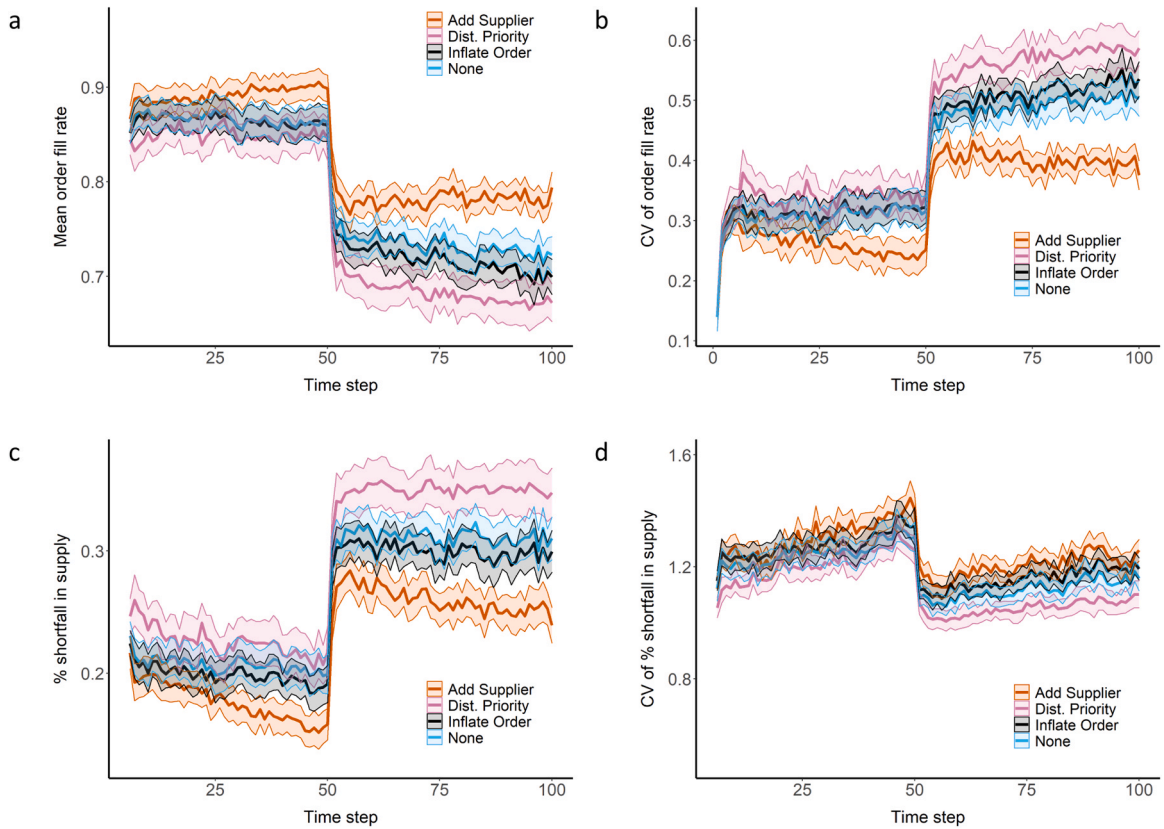 a
Add Supplier
Dist. Priority
Inflate Order
None
0.9
0.8
0.7
Mean order fill rate
25
50
75
100
Time step
b
0.6
0.5
0.4
0.3
0.2
0.1
CV of order fill rate
Add Supplier
Dist. Priority
Inflate Order
None
0
25
50
75
100
Time step
c
0.3
0.2
% shortfall in supply
Add Supplier
Dist. Priority
Inflate Order
None
25
50
75
100
Time step
d
1.6
1.4
1.2
1.0
0.8
CV of % shortfall in supply
Add Supplier
Dist. Priority
Inflate Order
None
25
50
75
100
Time step